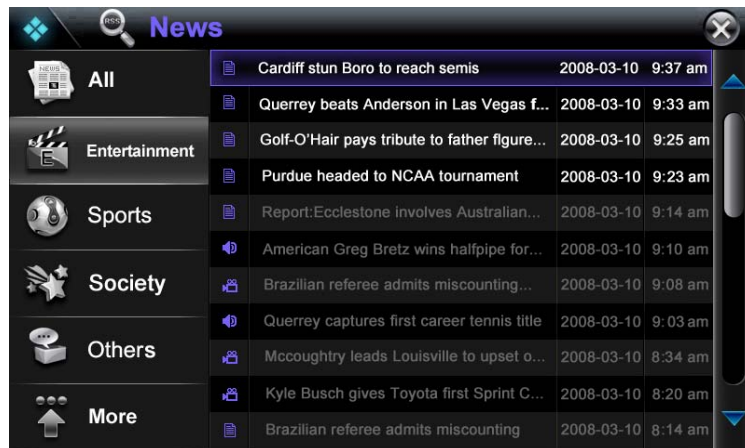 RSS
News
NEWS
All
E
Entertainment
Sports
Society
Others
More
Cardiff stun Boro to reach semis 2008-03-10 9:37 am
Querrey beats Anderson in Las Vegas f... 2008-03-10 9:33 am
Golf-O'Hair pays tribute to father flgure... 2008-03-10 9:25 am
Purdue headed to NCAA tournament 2008-03-10 9:23 am
Report:Ecclestone involves Australian... 2008-03-10 9:14 am
American Greg Bretz wins halfpipe for... 2008-03-10 9:10 am
Brazilian referee admits miscounting... 2008-03-10 9:08 am
Querrey captures first career tennis title 2008-03-10 9:03 am
Mccoughtry leads Louisville to upset o... 2008-03-10 8:34 am
Kyle Busch gives Toyota first Sprint C... 2008-03-10 8:20 am
Brazilian referee admits miscounting 2008-03-10 8:14 am